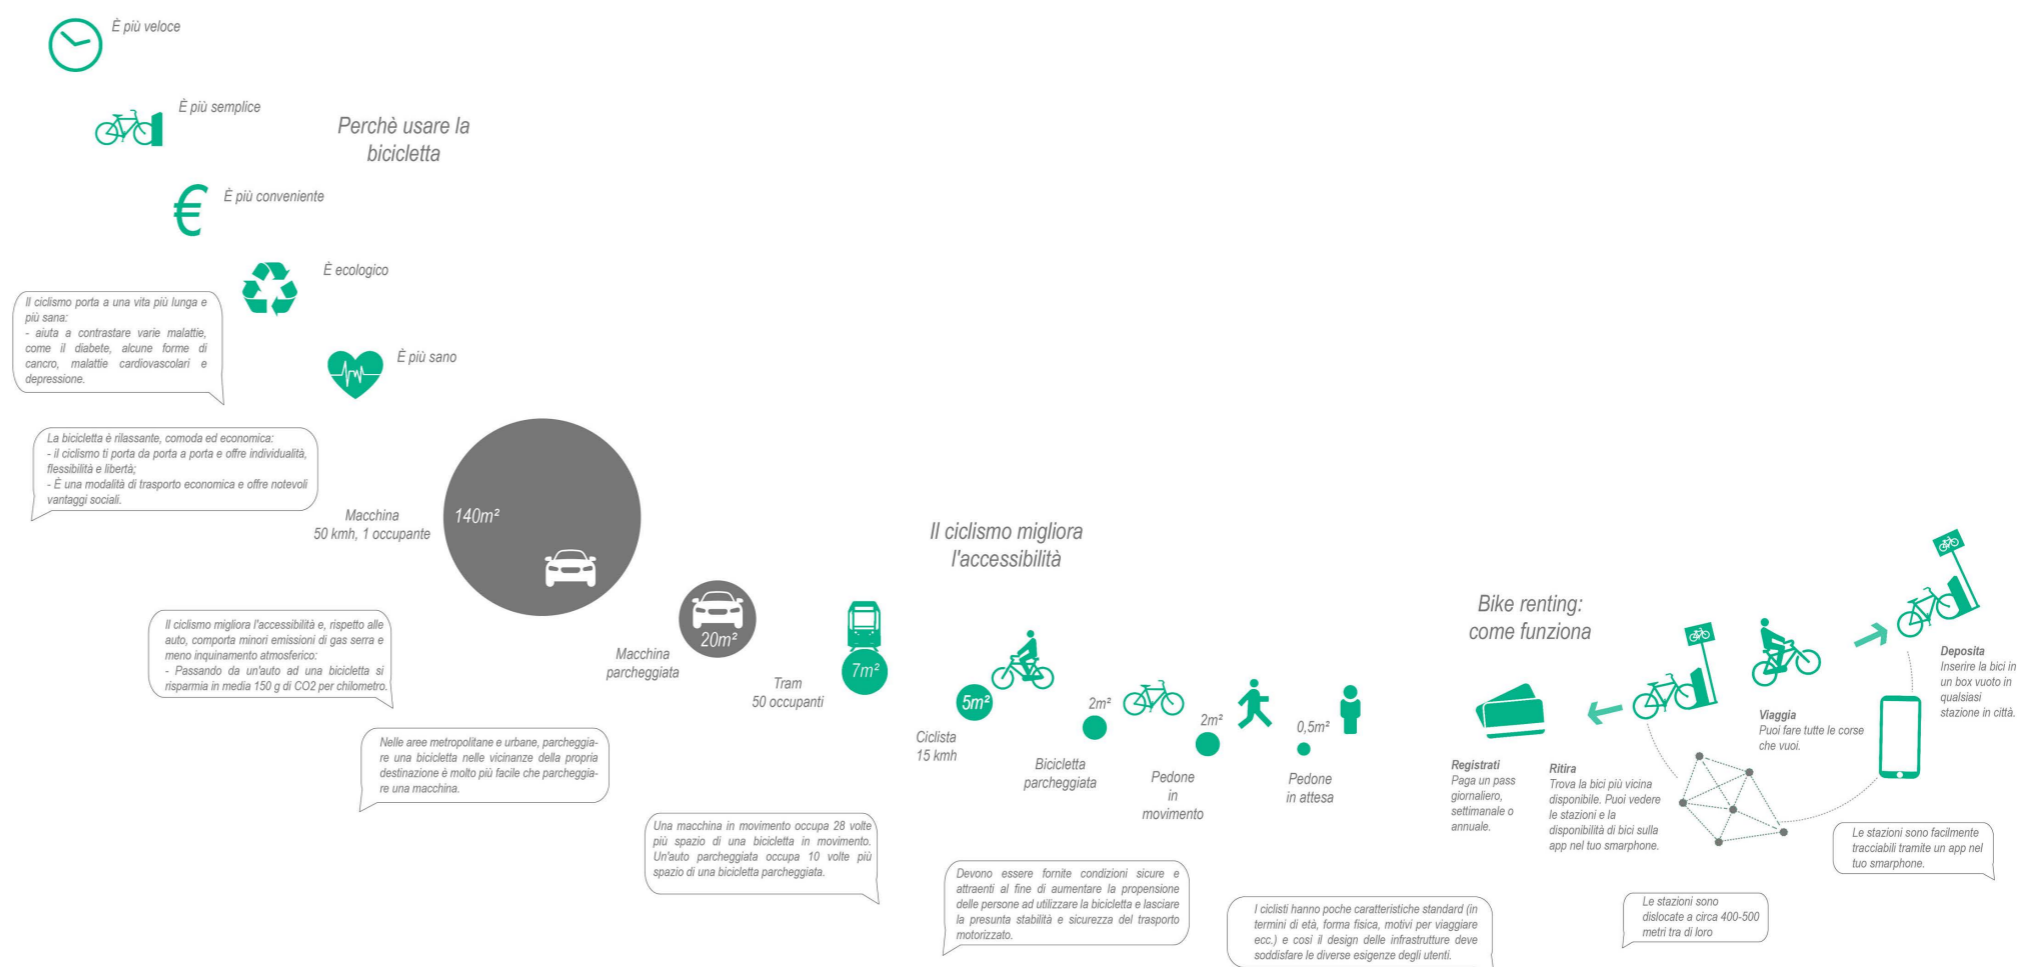 È più veloce
È più semplice
Perchè usare la
bicicletta
€
È più conveniente
È ecologico
Il ciclismo porta a una vita più lunga e
più sana:
- aiuta a contrastare varie malattie,
come il diabete, alcune forme di
cancro, malattie cardiovascolari e
depressione.
È più sano
La bicicletta è rilassante, comoda ed economica:
- il ciclismo ti porta da porta a porta e offre individualità,
flessibilità e libertà;
- È una modalità di trasporto economica e offre notevoli
vantaggi sociali.
Macchina
50 kmh, 1 occupante
140m²
Il ciclismo migliora l'accessibilità e, rispetto alle
auto, comporta minori emissioni di gas serra e
meno inquinamento atmosferico:
- Passando da un'auto ad una bicicletta si
risparmia in media 150 g di CO2 per chilometro.
Macchina
parcheggiata
20m²
Nelle aree metropolitane e urbane, parcheggia-
re una bicicletta nelle vicinanze della propria
destinazione è molto più facile che parcheggia-
re una macchina.
Tram
50 occupanti
7m²
Una macchina in movimento occupa 28 volte
più spazio di una bicicletta in movimento.
Un'auto parcheggiata occupa 10 volte più
spazio di una bicicletta parcheggiata.
Il ciclismo migliora
l'accessibilità
5m²
Ciclista
15 kmh
2m²
Bicicletta
parcheggiata
2m²
Pedone
in
movimento
0,5m²
Pedone
in attesa
Devono essere fornite condizioni sicure e
attraenti al fine di aumentare la propensione
delle persone ad utilizzare la bicicletta e lasciare
la presunta stabilità e sicurezza del trasporto
motorizzato.
I ciclisti hanno poche caratteristiche standard (in
termini di età, forma fisica, motivi per viaggiare
ecc.) e così il design delle infrastrutture deve
soddisfare le diverse esigenze degli utenti.
Bike renting:
come funziona
Registrati
Paga un pass
giornaliero,
settimanale o
annuale.
Ritira
Trova la bici più vicina
disponibile. Puoi vedere
le stazioni e la
disponibilità di bici sulla
app nel tuo smarphone.
Viaggia
Puoi fare tutte le corse
che vuoi.
Deposita
Inserire la bici in
un box vuoto in
qualsiasi
stazione in città.
Le stazioni sono facilmente
tracciabili tramite un app nel
tuo smarphone.
Le stazioni sono
dislocate a circa 400-500
metri tra di loro